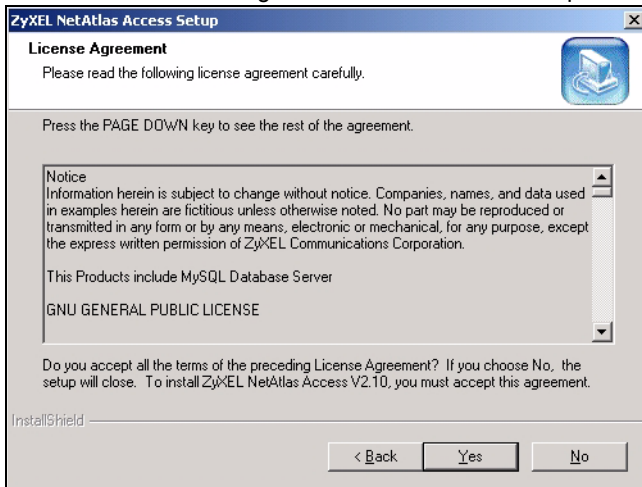 ZyXEL NetAtlas Access Setup
License Agreement
Please read the following license agreement carefully.
Press the PAGE DOWN key to see the rest of the agreement.
Notice
Information herein is subject to change without notice. Companies, names, and data used
in examples herein are fictitious unless otherwise noted. No part may be reproduced or
transmitted in any form or by any means, electronic or mechanical, for any purpose, except
the express written permission of ZyXEL Communications Corporation.
This Products include MySQL Database Server
GNU GENERAL PUBLIC LICENSE
Do you accept all the terms of the preceding License Agreement? If you choose No, the
setup will close. To install ZyXEL NetAtlas Access V2.10, you must accept this agreement.
InstallShield
< Back Yes No